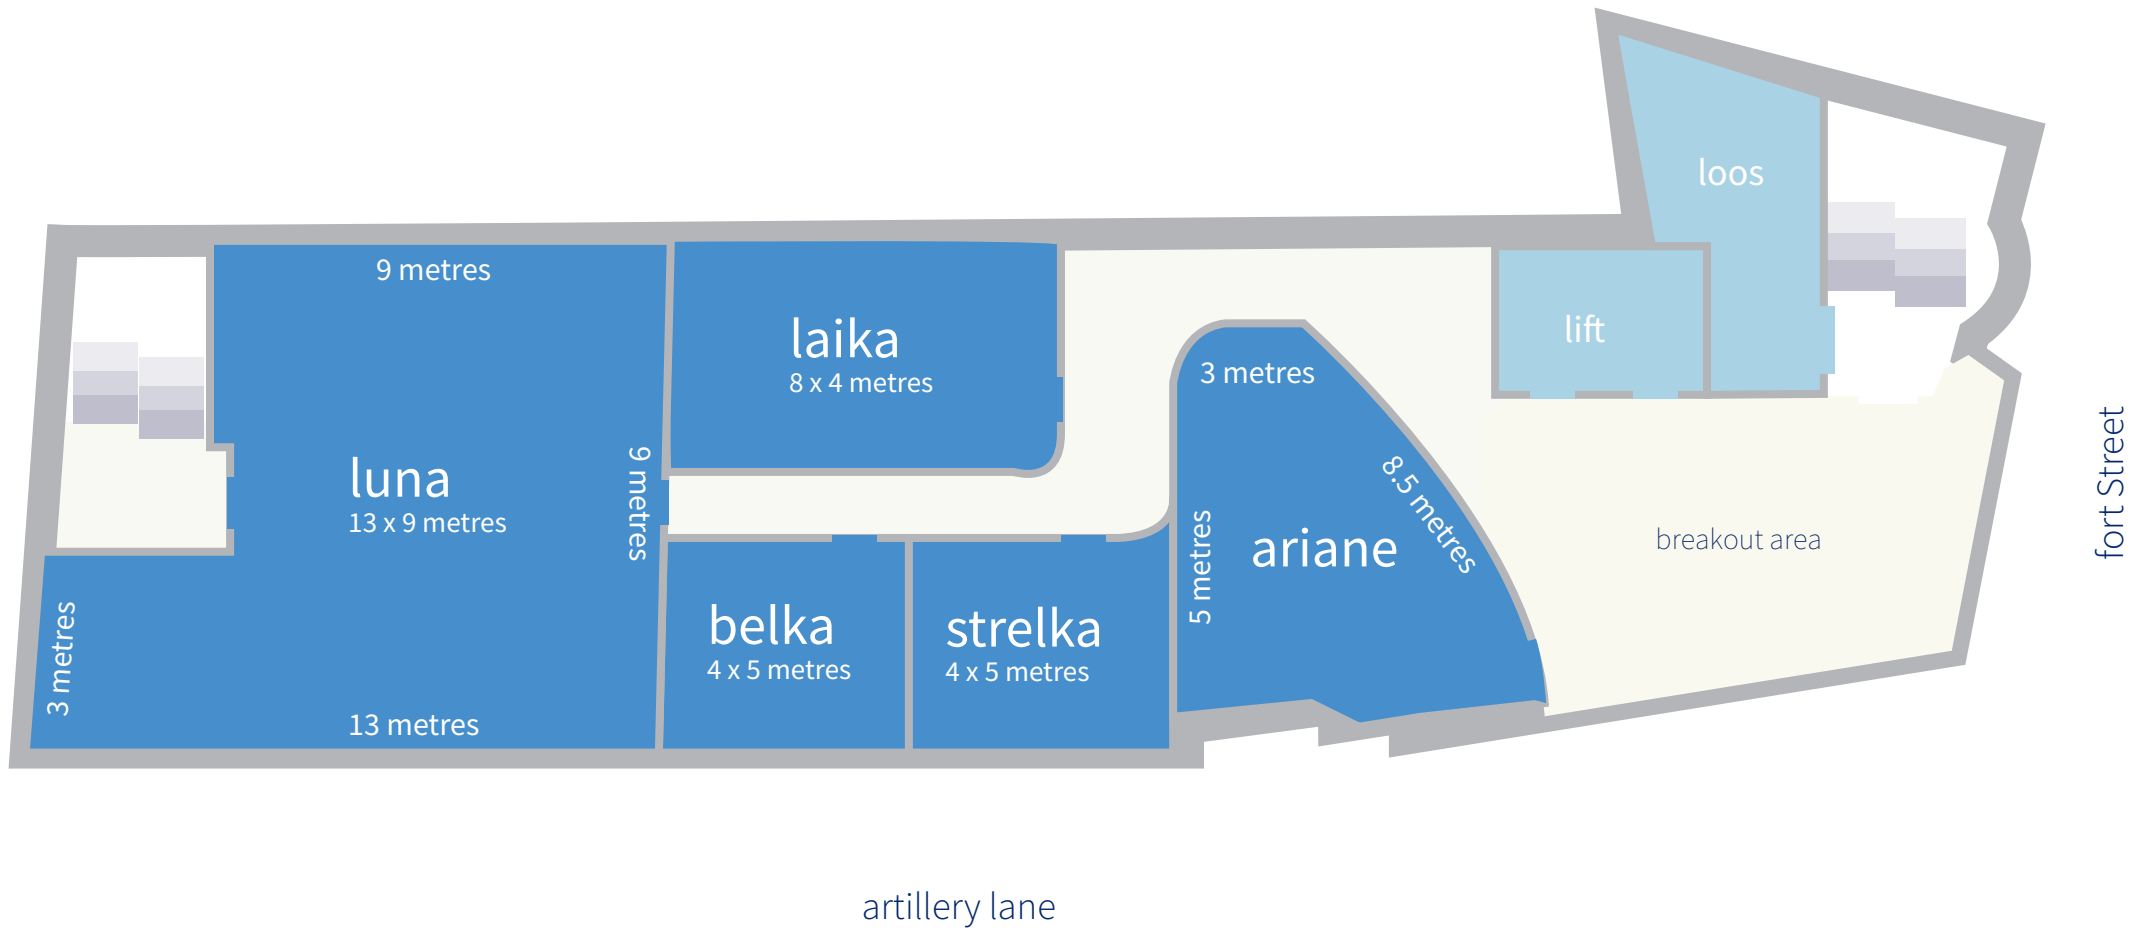 loos
9 metres
laika
8 x 4 metres
lift
3 metres
luna
13 x 9 metres
9 metres
8.5 metres
ariane
5 metres
breakout area
fort Street
belka
4 x 5 metres
strelka
4 x 5 metres
3 metres
13 metres
artillery lane